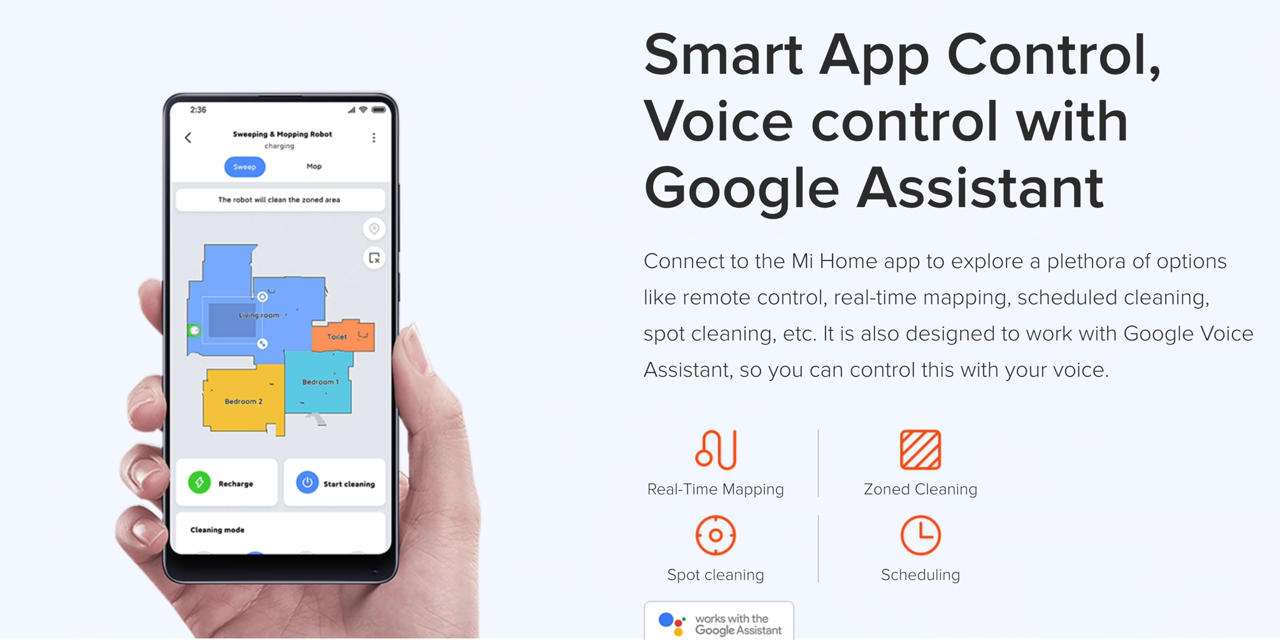 2:36
Sweeping & Mopping Robot
charging
Sweep
Mop
The robot will clean the zoned area
Living room
Toilet
Bedroom 1
Bedroom 2
Recharge
Start cleaning
Cleaning mode
Smart App Control,
Voice control with
Google Assistant
Connect to the Mi Home app to explore a plethora of options
like remote control, real-time mapping, scheduled cleaning,
spot cleaning, etc. It is also designed to work with Google Voice
Assistant, so you can control this with your voice.
Real-Time Mapping
Zoned Cleaning
Spot cleaning
Scheduling
works with the
Google Assistant